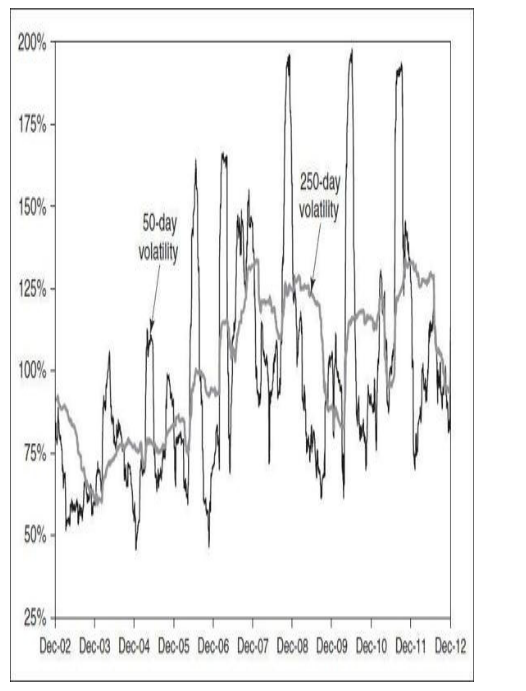 200%
175%
150%
125%
100%
75%
50%
25%
50-day
volatility
250-day
volatility
Dec-02 Dec-03 Dec-04 Dec-05 Dec-06 Dec-07 Dec-08 Dec-09 Dec-10 Dec-11 Dec-12